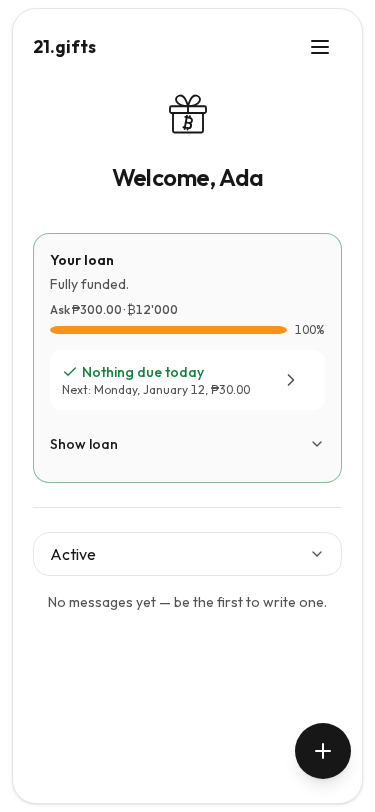 21.gifts
Welcome, Ada
Your loan
Fully funded.
Ask ₱300.00 · ₿12'000
100%
Nothing due today
Next: Monday, January 12, ₱30.00
Show loan
Active
No messages yet — be the first to write one.